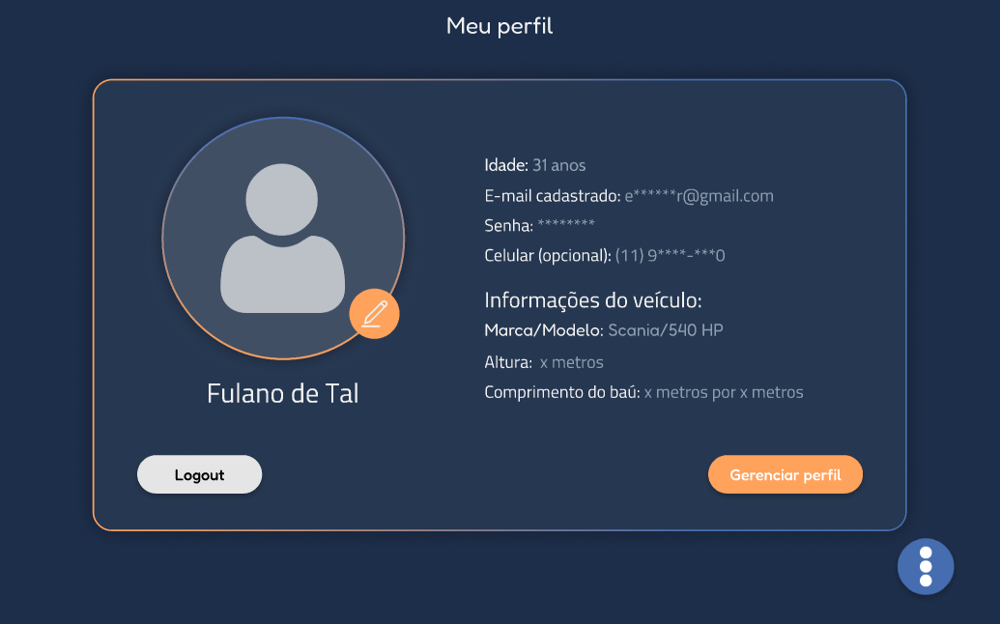 Meu perfil
Idade: 31 anos
E-mail cadastrado: e******r@gmail.com
Senha: ********
Celular (opcional): (11) 9****-***0
Informações do veículo:
Marca/Modelo: Scania/540 HP
Altura: x metros
Comprimento do baú: x metros por x metros
Fulano de Tal
Logout
Gerenciar perfil